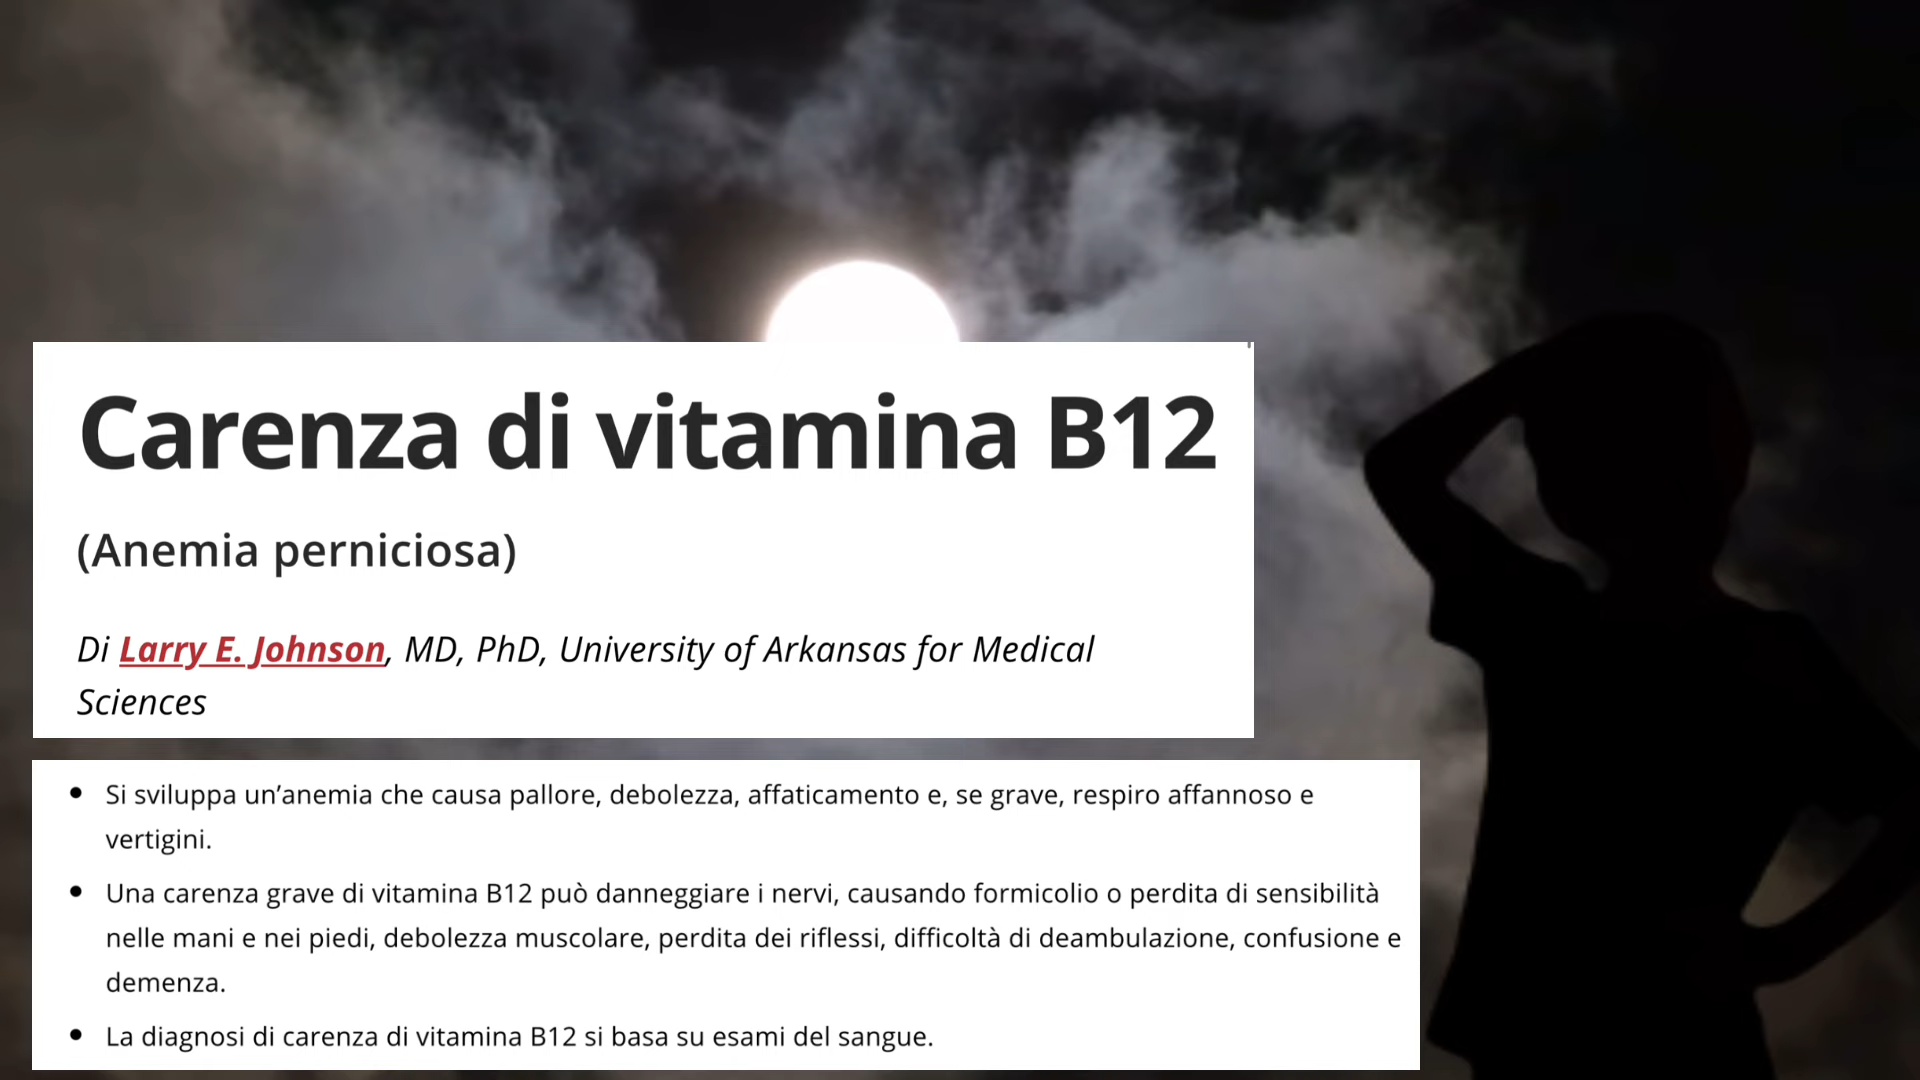 Carenza di vitamina B12
(Anemia perniciosa)
Di Larry E. Johnson, MD, PhD, University of Arkansas for Medical
Sciences
• Si sviluppa un’anemia che causa pallore, debolezza, affaticamento e, se grave, respiro affannoso e
vertigini.
• Una carenza grave di vitamina B12 può danneggiare i nervi, causando formicolio o perdita di sensibilità
nelle mani e nei piedi, debolezza muscolare, perdita dei riflessi, difficoltà di deambulazione, confusione e
demenza.
• La diagnosi di carenza di vitamina B12 si basa su esami del sangue.